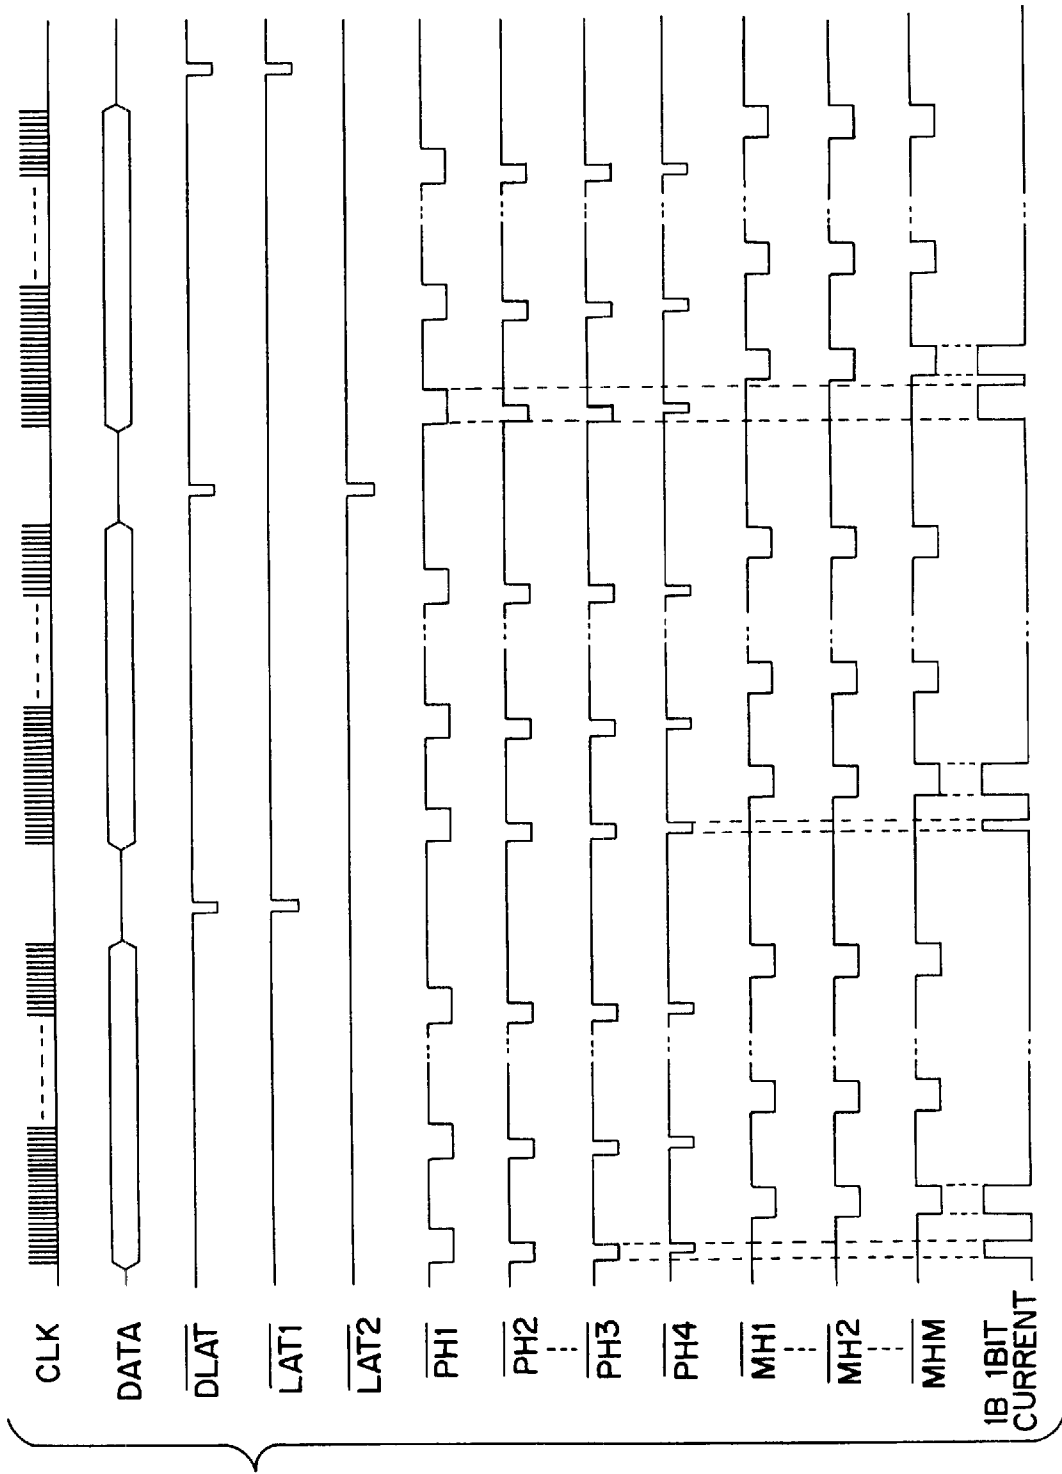 CLK
DATA
DLAT
LAT1
LAT2
PH1
PH2
PH3
PH4
MH1
MH2
MHM
1B 1BIT
CURRENT